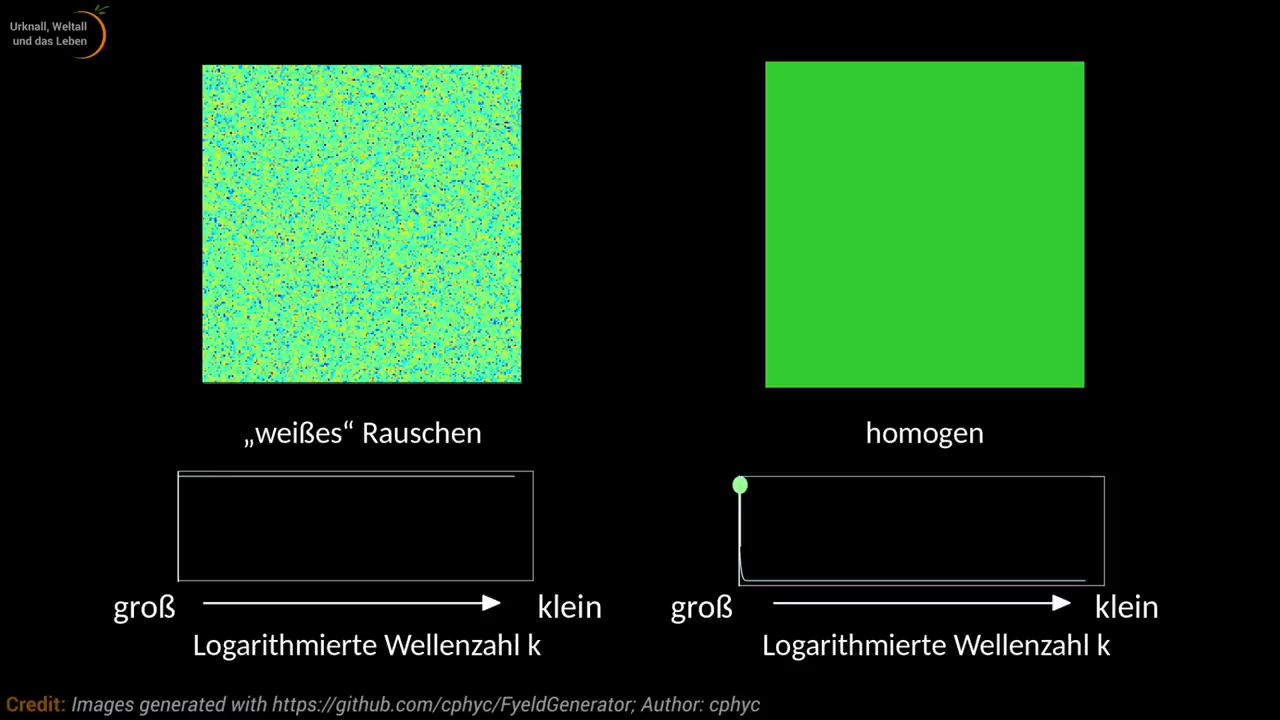 Urknall, Weltall
und das Leben
„weißes“ Rauschen
homogen
groß
klein
groß
klein
Logarithmierte Wellenzahl k
Logarithmierte Wellenzahl k
Credit: Images generated with https://github.com/cphyc/FyeldGenerator; Author: cphyc